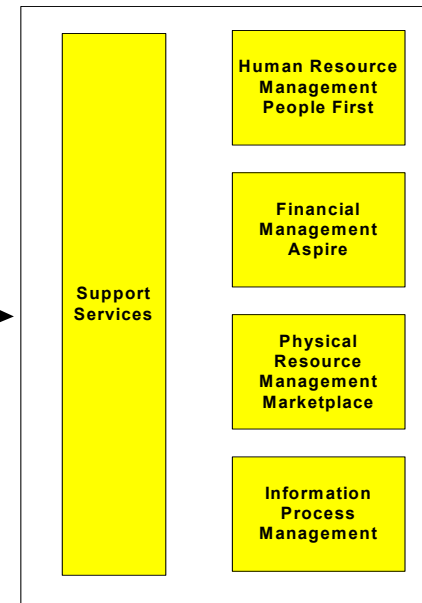 Support
Services
Human Resource
Management
People First
Financial
Management
Aspire
Physical
Resource
Management
Marketplace
Information
Process
Management